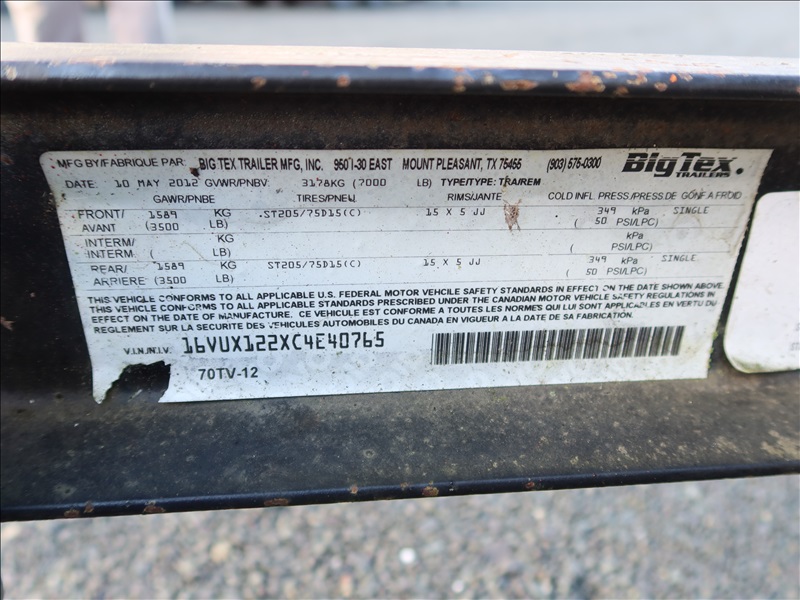 MFG BY/FABRIQUE PAR: BIG TEX TRAILER MFG, INC. 950 I-30 EAST MOUNT PLEASANT, TX 75455 (903) 575-0300 Big Tex TRAILERS
DATE: 10 MAY 2012 GVWR/PNBV: 3178KG (7000 LB) TYPE/TYPE: TRA/REM
GAWR/PNBE TIRES/PNEU RIMS/JANTE COLD INFL PRESS/PRESS DE GONF A FROID
FRONT/ 1589 KG ST205/75D15(C) 15 X 5 JJ 349 kPa SINGLE
AVANT (3500 LB) ( 50 PSI/LPC)
INTERM/ KG kPa
INTERM. ( LB) ( PSI/LPC)
REAR/ 1589 KG ST205/75D15(C) 15 X 5 JJ 349 kPa SINGLE
ARRIERE (3500 LB) ( 50 PSI/LPC)
THIS VEHICLE CONFORMS TO ALL APPLICABLE U.S. FEDERAL MOTOR VEHCILE SAFETY STANDARDS IN EFFECT ON THE DATE SHOWN ABOVE.
THIS VEHICLE CONFORMS TO ALL APPLICABLE STANDARDS PRESCRIBED UNDER THE CANADIAN MOTOR VEHICLE SAFETY REGULATIONS IN
EFFECT ON THE DATE OF MANUFACTURE. CE VEHICULE EST CONFORME A TOUTES LES NORMES QUI LUI SONT APPLICABLES EN VERTU DU
REGLEMENT SUR LA SECURITE DES VEHICULES AUTOMOBILES DU CANADA EN VIGUEUR A LA DATE DE SA FABRICATION.
V.I.N./N.I.V. 16VUX122XC4E40765
70TV-12